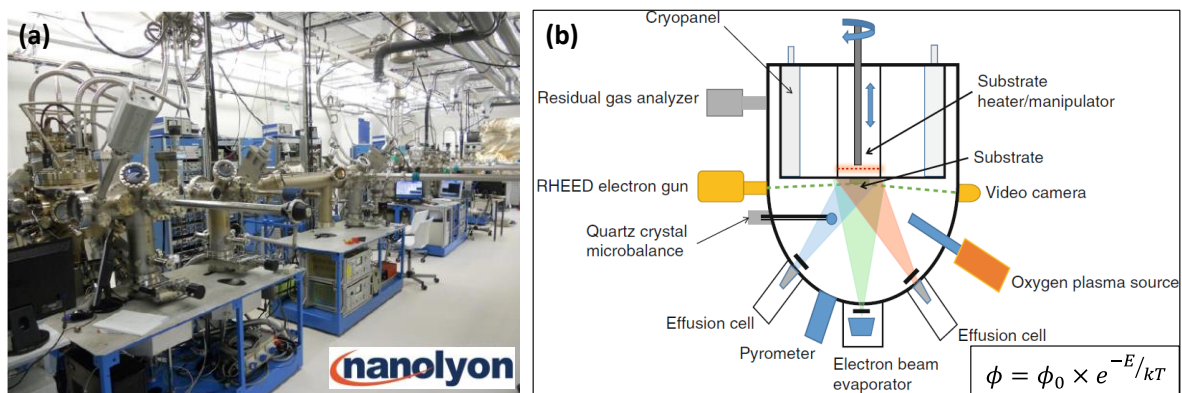 (a)
nanolyon
(b)
Cryopanel
Residual gas analyzer
Substrate
heater/manipulator
Substrate
RHEED electron gun
Video camera
Quartz crystal
microbalance
Oxygen plasma source
Effusion cell
Effusion cell
Pyrometer
Electron beam
evaporator
ϕ = ϕ₀ × e^(−E/kT)